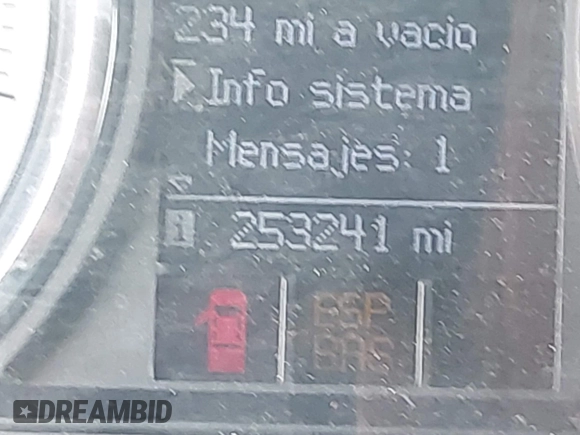 234 mi a vacio
Info sistema
Mensajes: 1
i 253241 mi
ESP
BAS
DREAMBID